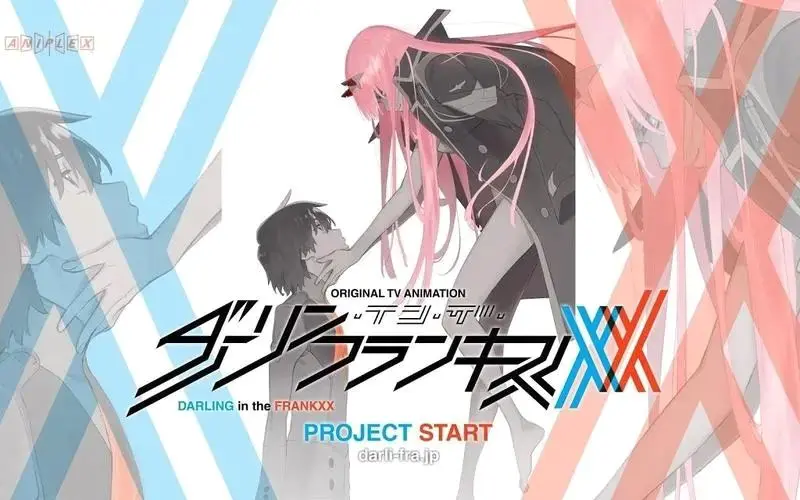 ANIPLEX
ORIGINAL TV ANIMATION
ダーリン・イン・ザ・
フランキス
XX
DARLING in the FRANKXX
PROJECT START
darli-fra.jp